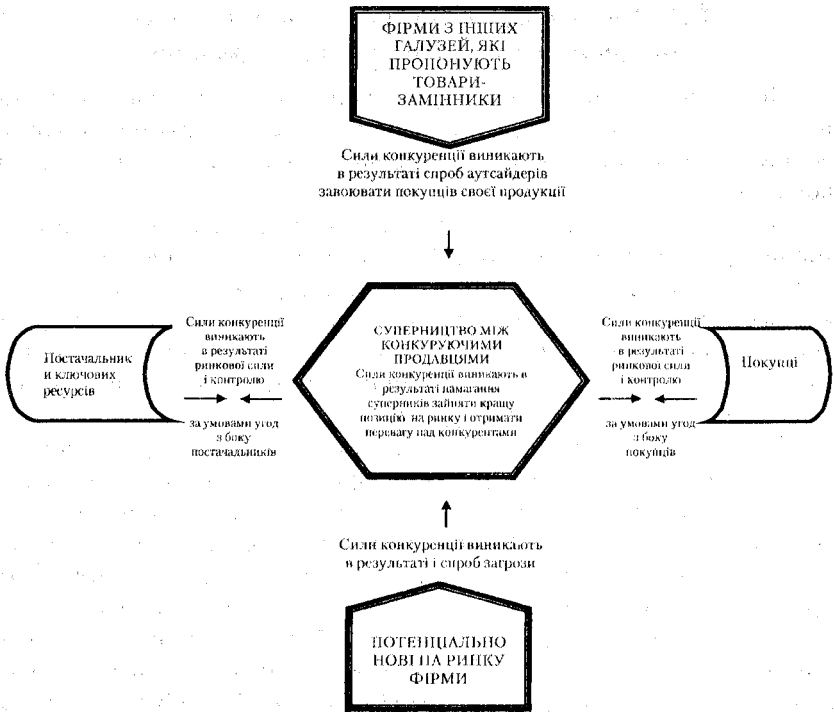 ФІРМИ З ІНШИХ
ГАЛУЗЕЙ, ЯКІ
ПРОПОНУЮТЬ
ТОВАРИ-
ЗАМІННИКИ
Сили конкуренції виникають
в результаті спроб аутсайдерів
завоювати покупців своєї продукції
Постачальник
и ключових
ресурсів
Сили конкуренції
виникають
в результаті
ринкової сили
і контролю
за умовами угод
з боку
постачальників
СУПЕРНИЦТВО МІЖ
КОНКУРУЮЧИМИ
ПРОДАВЦЯМИ
Сили конкуренції виникають в
результаті намагання
суперників зайняти кращу
позицію на ринку і отримати
перевагу над конкурентами
Сили конкуренції
виникають
в результаті
ринкової сили
і контролю
за умовами угод
з боку
покупців
Покупці
Сили конкуренції виникають
в результаті і спроб загрози
ПОТЕНЦІАЛЬНО
НОВІ НА РИНКУ
ФІРМИ